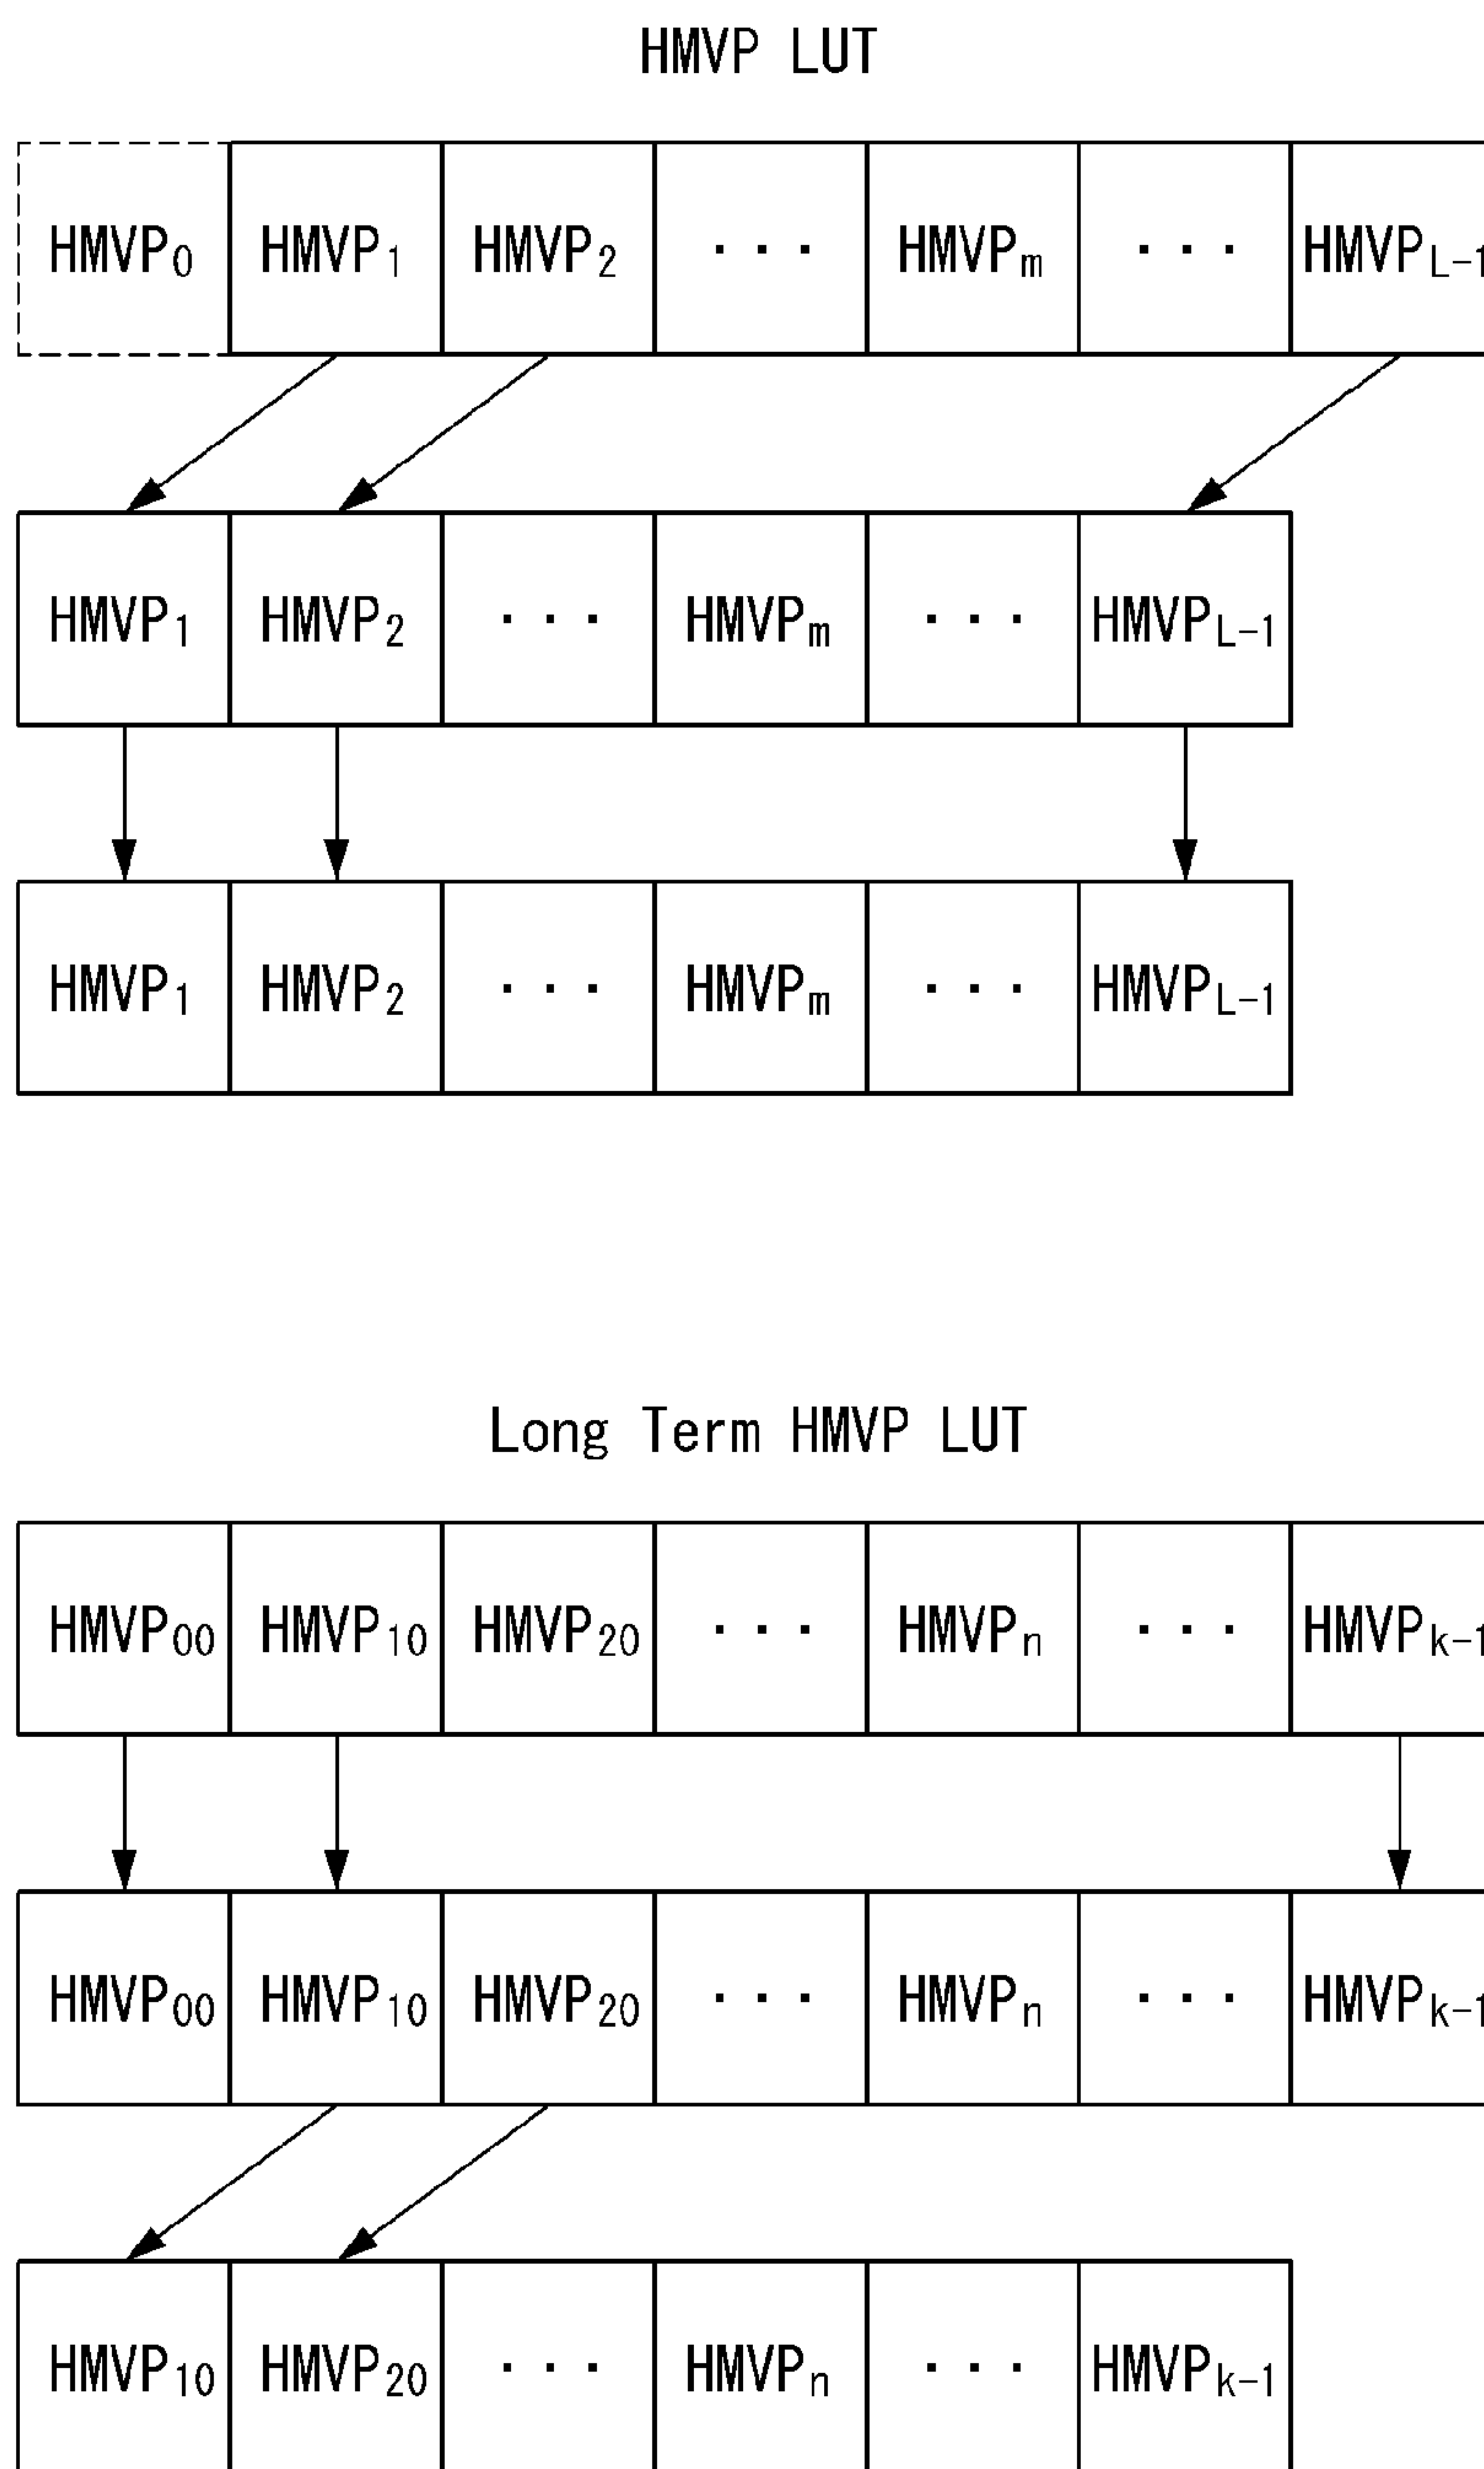 HMVP LUT
HMVP0 HMVP1 HMVP2 ... HMVPm ... HMVPL-1
HMVP1 HMVP2 ... HMVPm ... HMVPL-1
HMVP1 HMVP2 ... HMVPm ... HMVPL-1
Long Term HMVP LUT
HMVP00 HMVP10 HMVP20 ... HMVPn ... HMVPk-1
HMVP00 HMVP10 HMVP20 ... HMVPn ... HMVPk-1
HMVP10 HMVP20 ... HMVPn ... HMVPk-1